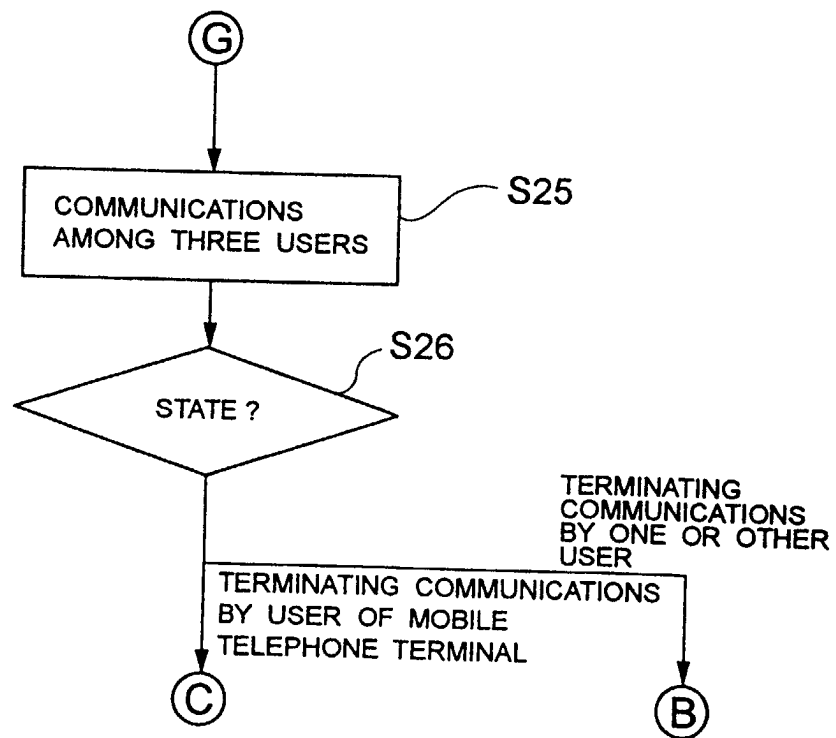 G
COMMUNICATIONS
AMONG THREE USERS
S25
S26
STATE ?
TERMINATING
COMMUNICATIONS
BY ONE OR OTHER
USER
TERMINATING COMMUNICATIONS
BY USER OF MOBILE
TELEPHONE TERMINAL
C
B